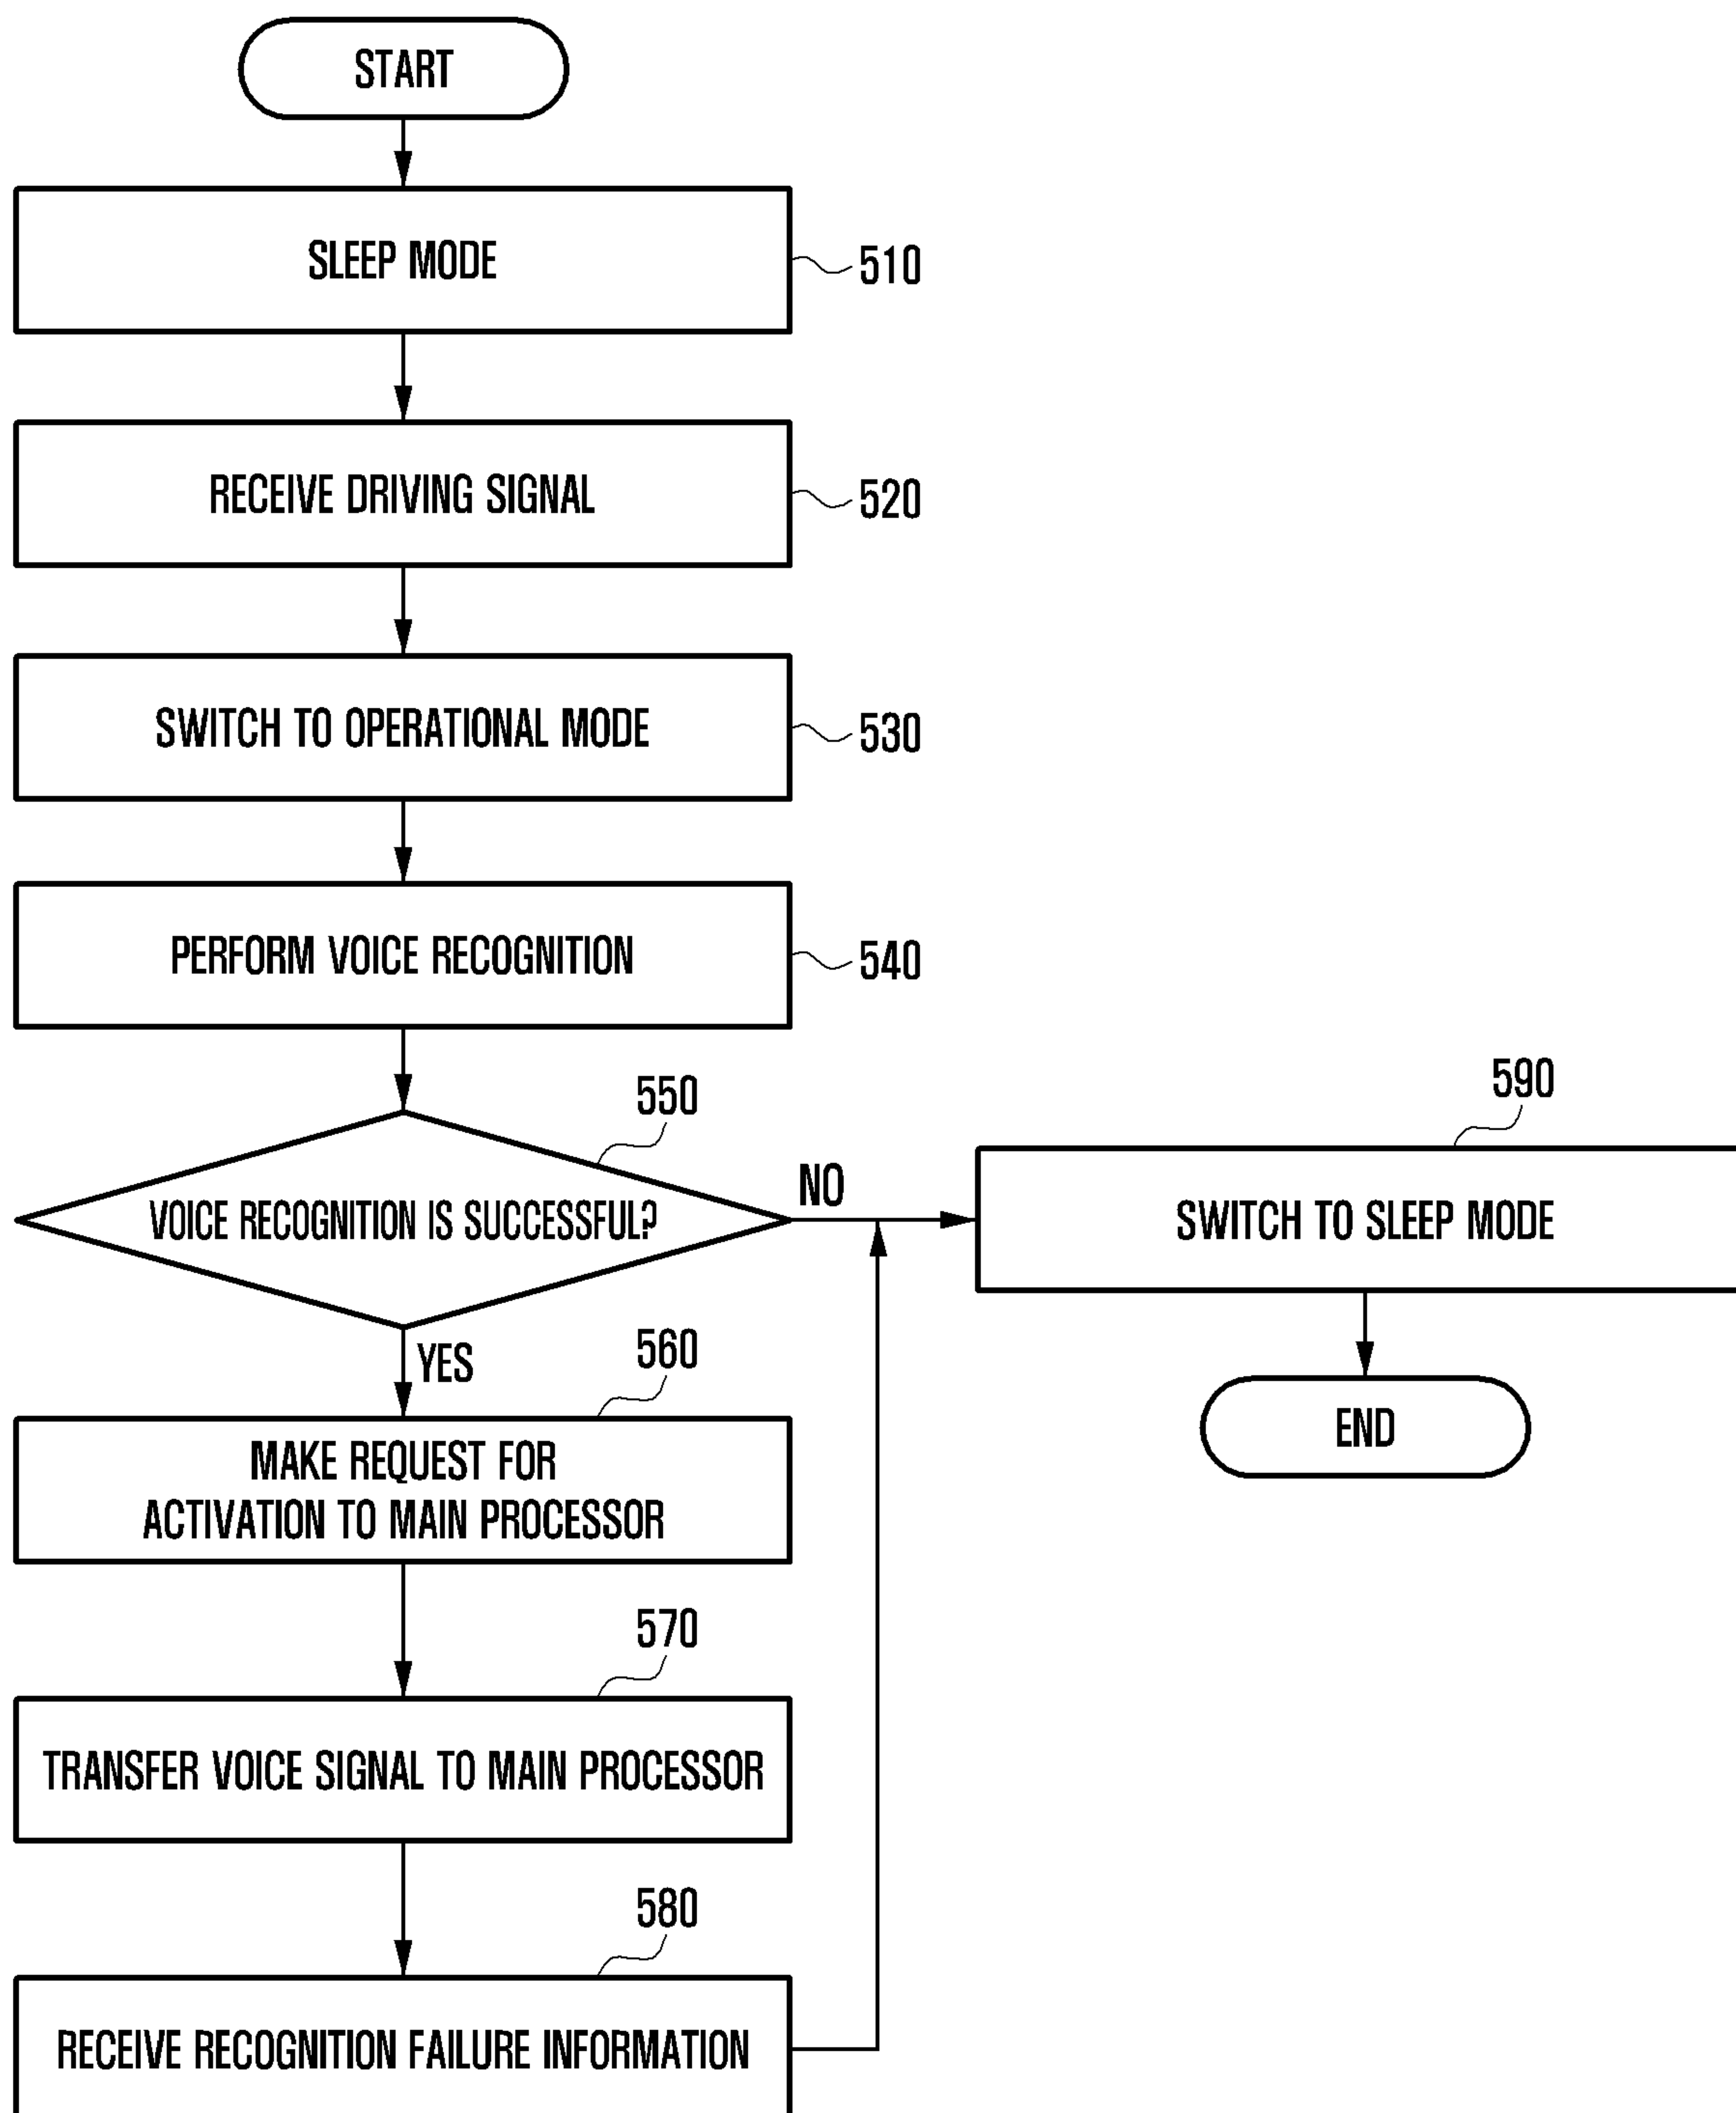 START
SLEEP MODE
510
RECEIVE DRIVING SIGNAL
520
SWITCH TO OPERATIONAL MODE
530
PERFORM VOICE RECOGNITION
540
550
VOICE RECOGNITION IS SUCCESSFUL?
NO
590
SWITCH TO SLEEP MODE
END
YES
560
MAKE REQUEST FOR
ACTIVATION TO MAIN PROCESSOR
570
TRANSFER VOICE SIGNAL TO MAIN PROCESSOR
580
RECEIVE RECOGNITION FAILURE INFORMATION